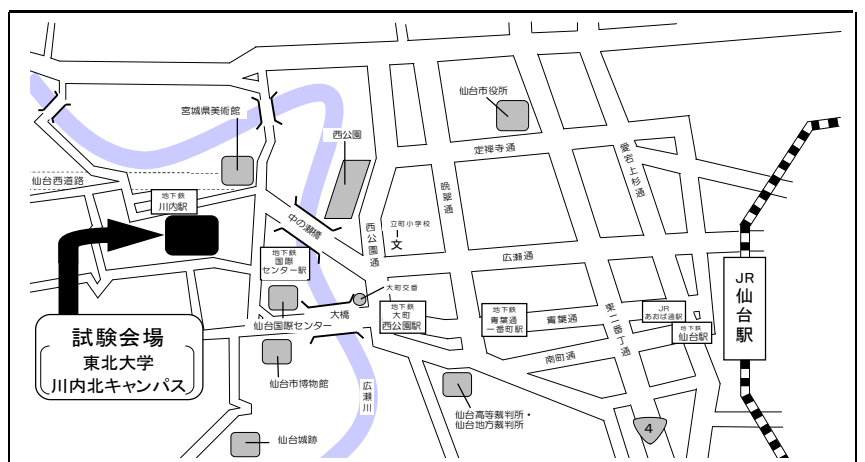 仙台市役所
宮城県美術館
西公園
定禅寺通
愛宕上杉通
晩翠通
仙台西道路
地下鉄
川内駅
中の瀬橋
西公園通
立町小学校
文
広瀬通
地下鉄
国際
センター駅
大町交番
JR
仙台駅
仙台国際センター
大橋
地下鉄
大町
西公園駅
地下鉄
青葉通
一番町駅
青葉通
東二番丁通
JR
あおば通駅
地下鉄
仙台駅
南町通
試験会場
東北大学
川内北キャンパス
仙台市博物館
広瀬川
仙台高等裁判所・
仙台地方裁判所
4
仙台城跡